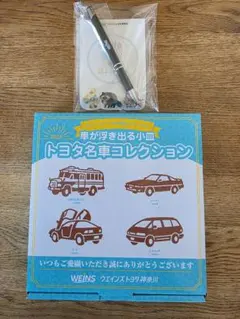 車が浮き出る小皿
トヨタ名車コレクション
いつもご愛顧いただき誠にありがとうございます
WEINS ウエインズトヨタ神奈川